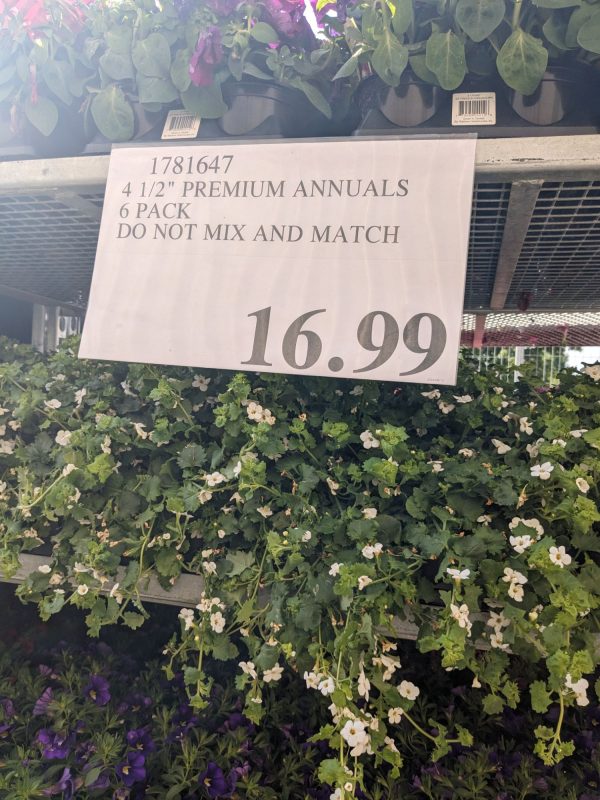 1781647
4 1/2" PREMIUM ANNUALS
6 PACK
DO NOT MIX AND MATCH
16.99